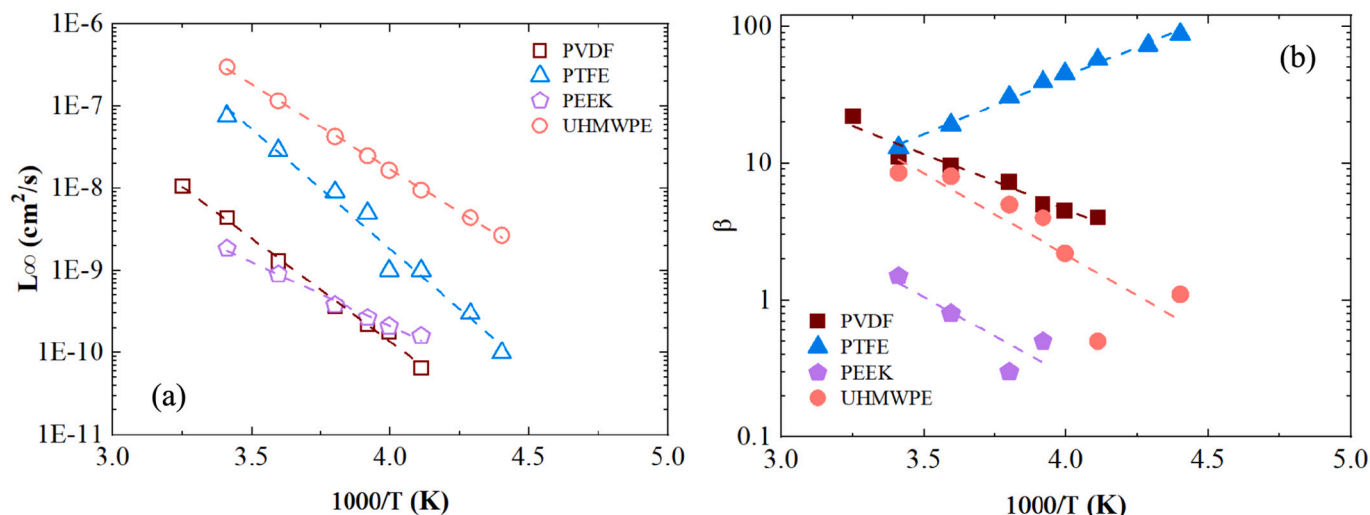 1E-6
1E-7
1E-8
1E-9
1E-10
1E-11
L∞ (cm²/s)
PVDF
PTFE
PEEK
UHMWPE
(a)
3.0 3.5 4.0 4.5 5.0
1000/T (K)
100
10
1
0.1
β
(b)
PVDF
PTFE
PEEK
UHMWPE
3.0 3.5 4.0 4.5 5.0
1000/T (K)